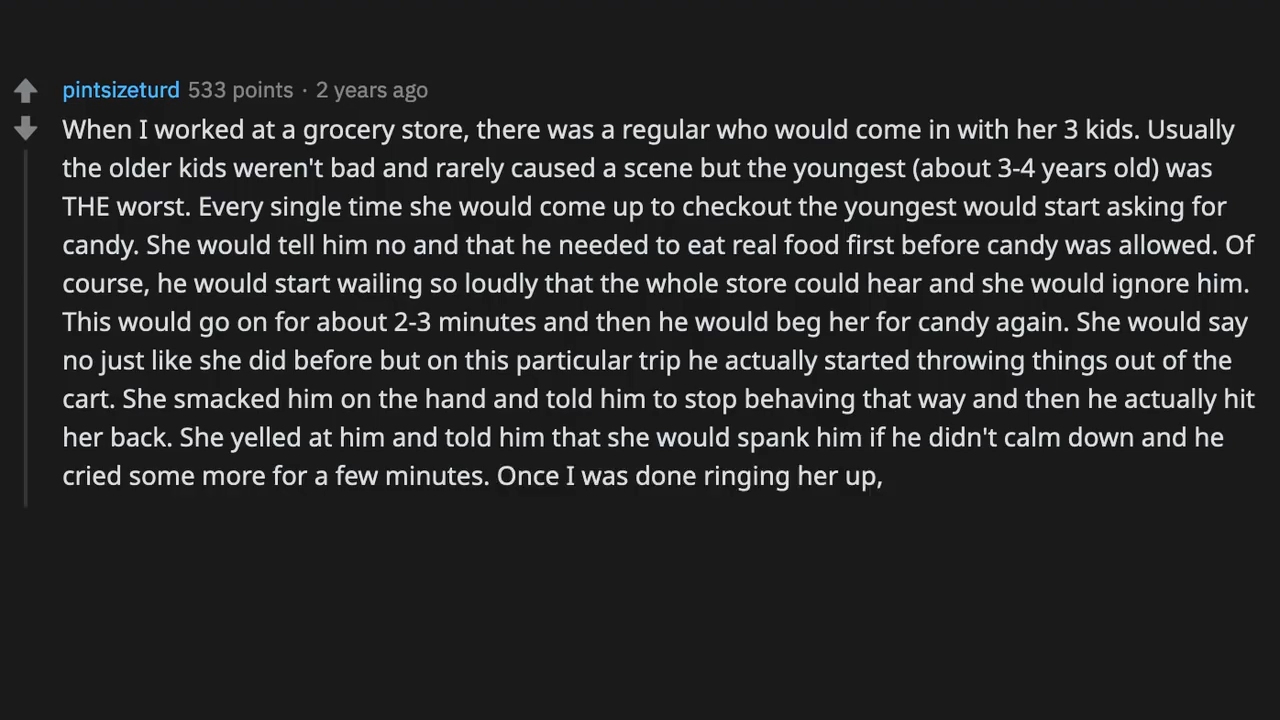 pintsizeturd 533 points · 2 years ago
When I worked at a grocery store, there was a regular who would come in with her 3 kids. Usually
the older kids weren't bad and rarely caused a scene but the youngest (about 3-4 years old) was
THE worst. Every single time she would come up to checkout the youngest would start asking for
candy. She would tell him no and that he needed to eat real food first before candy was allowed. Of
course, he would start wailing so loudly that the whole store could hear and she would ignore him.
This would go on for about 2-3 minutes and then he would beg her for candy again. She would say
no just like she did before but on this particular trip he actually started throwing things out of the
cart. She smacked him on the hand and told him to stop behaving that way and then he actually hit
her back. She yelled at him and told him that she would spank him if he didn't calm down and he
cried some more for a few minutes. Once I was done ringing her up,